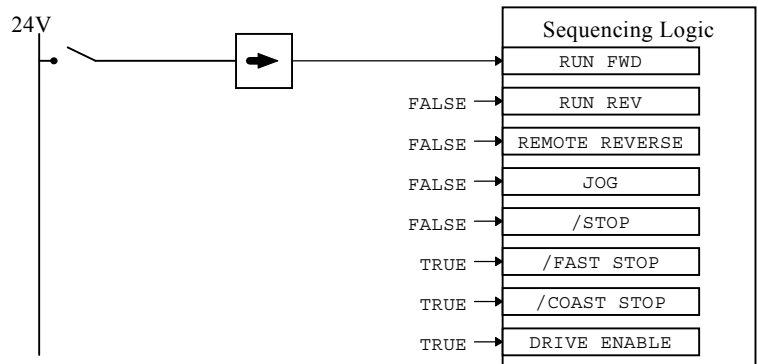 24V
Sequencing Logic
RUN FWD
FALSE RUN REV
FALSE REMOTE REVERSE
FALSE JOG
FALSE /STOP
TRUE /FAST STOP
TRUE /COAST STOP
TRUE DRIVE ENABLE